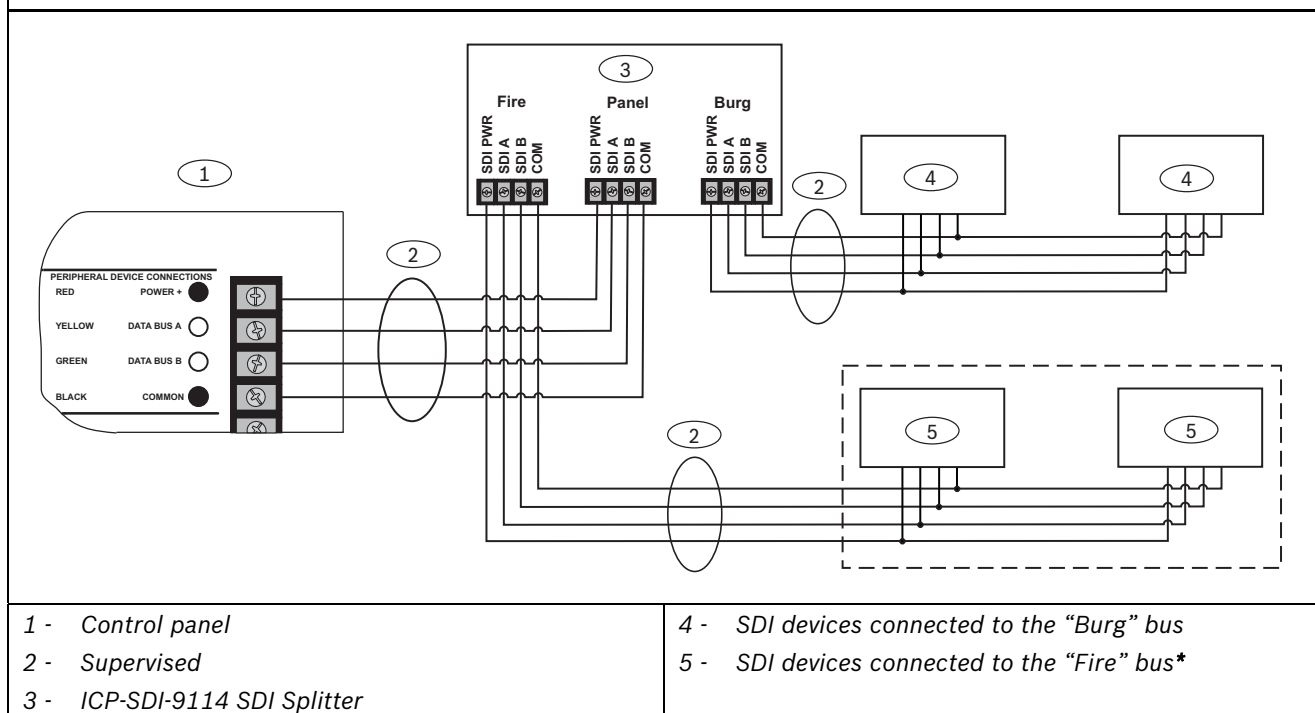 3
Fire
Panel
Burg
SDI PWR
SDI A
SDI B
COM
SDI PWR
SDI A
SDI B
COM
SDI PWR
SDI A
SDI B
COM
1
2
4
4
2
PERIPHERAL DEVICE CONNECTIONS
RED POWER +
YELLOW DATA BUS A
GREEN DATA BUS B
BLACK COMMON
2
5
5
1 - Control panel
2 - Supervised
3 - ICP-SDI-9114 SDI Splitter
4 - SDI devices connected to the “Burg” bus
5 - SDI devices connected to the “Fire” bus*